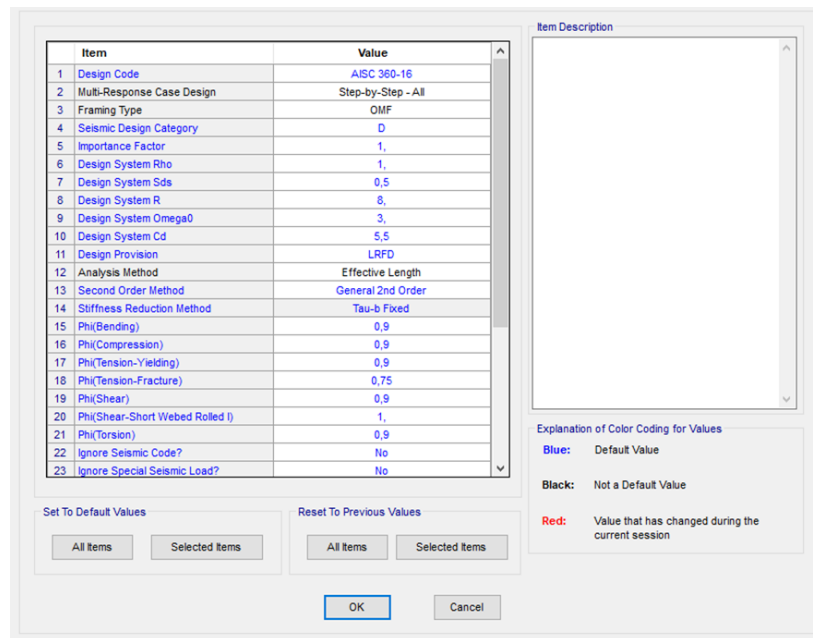 Item Value
1 Design Code AISC 360-16
2 Multi-Response Case Design Step-by-Step - All
3 Framing Type OMF
4 Seismic Design Category D
5 Importance Factor 1,
6 Design System Rho 1,
7 Design System Sds 0,5
8 Design System R 8,
9 Design System Omega0 3,
10 Design System Cd 5,5
11 Design Provision LRFD
12 Analysis Method Effective Length
13 Second Order Method General 2nd Order
14 Stiffness Reduction Method Tau-b Fixed
15 Phi(Bending) 0,9
16 Phi(Compression) 0,9
17 Phi(Tension-Yielding) 0,9
18 Phi(Tension-Fracture) 0,75
19 Phi(Shear) 0,9
20 Phi(Shear-Short Webed Rolled I) 1,
21 Phi(Torsion) 0,9
22 Ignore Seismic Code? No
23 Ignore Special Seismic Load? No
Set To Default Values
All Items Selected Items
Reset To Previous Values
All Items Selected Items
Item Description
Explanation of Color Coding for Values
Blue: Default Value
Black: Not a Default Value
Red: Value that has changed during the
current session
OK Cancel